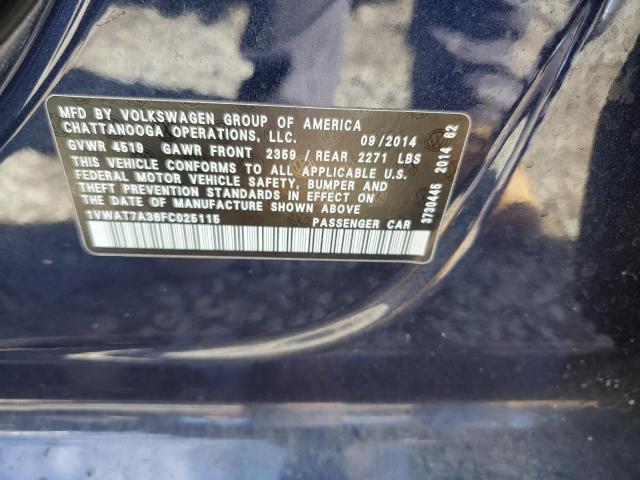 MFD BY VOLKSWAGEN GROUP OF AMERICA
CHATTANOOGA OPERATIONS, LLC. 09/2014
GVWR 4519 GAWR FRONT 2359 REAR 2271 LBS
THIS VEHICLE CONFORMS TO ALL APPLICABLE U.S.
FEDERAL MOTOR VEHICLE SAFETY, BUMPER AND
THEFT PREVENTION STANDARDS IN EFFECT ON
THE DATE OF MANUFACTURE SHOWN ABOVE.
1VWAT7A36FC025115 PASSENGER CAR
3730445 2014 62